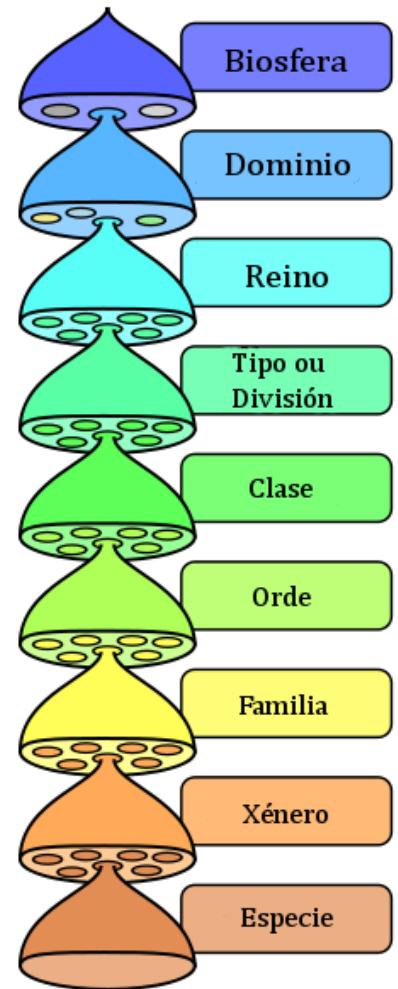 Biosfera
Dominio
Reino
Tipo ou
División
Clase
Orde
Familia
Xénero
Especie